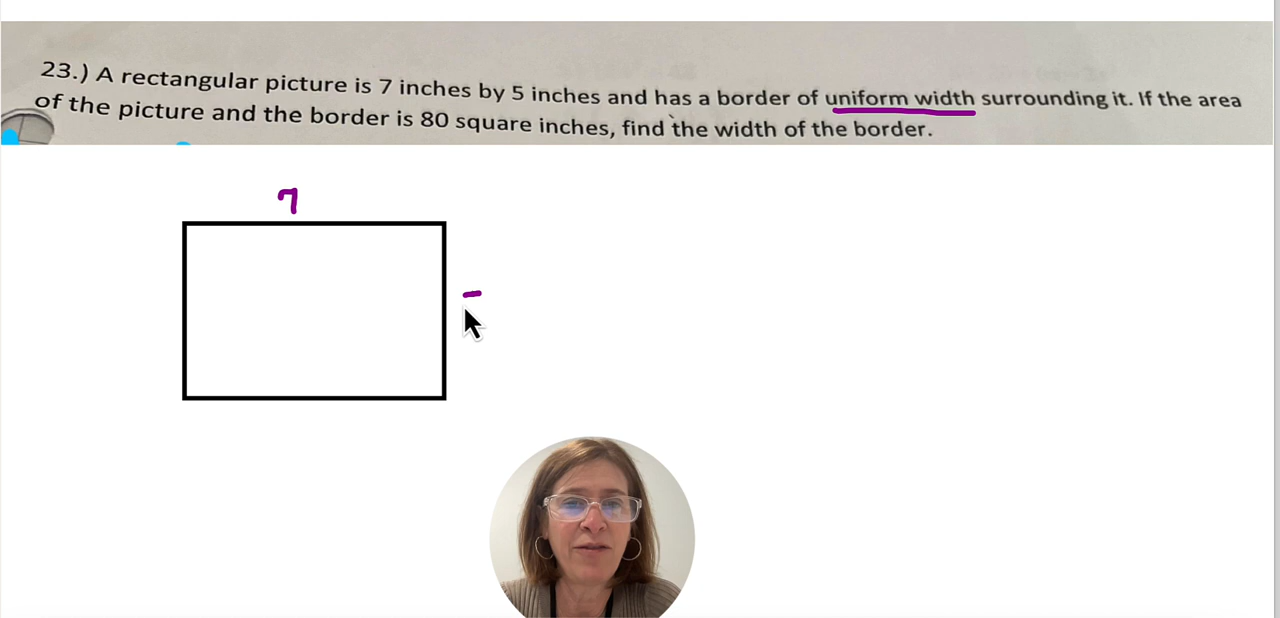 23.) A rectangular picture is 7 inches by 5 inches and has a border of uniform width surrounding it. If the area
of the picture and the border is 80 square inches, find the width of the border.
7